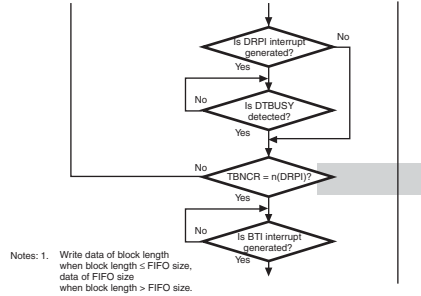 Is DRPI interrupt
generated?
No
Yes
Is DTBUSY
detected?
No
Yes
No
TBNCR = n(DRPI)?
Yes
Is BTI interrupt
generated?
No
Yes
Notes: 1. Write data of block length
when block length ≤ FIFO size,
data of FIFO size
when block length > FIFO size.